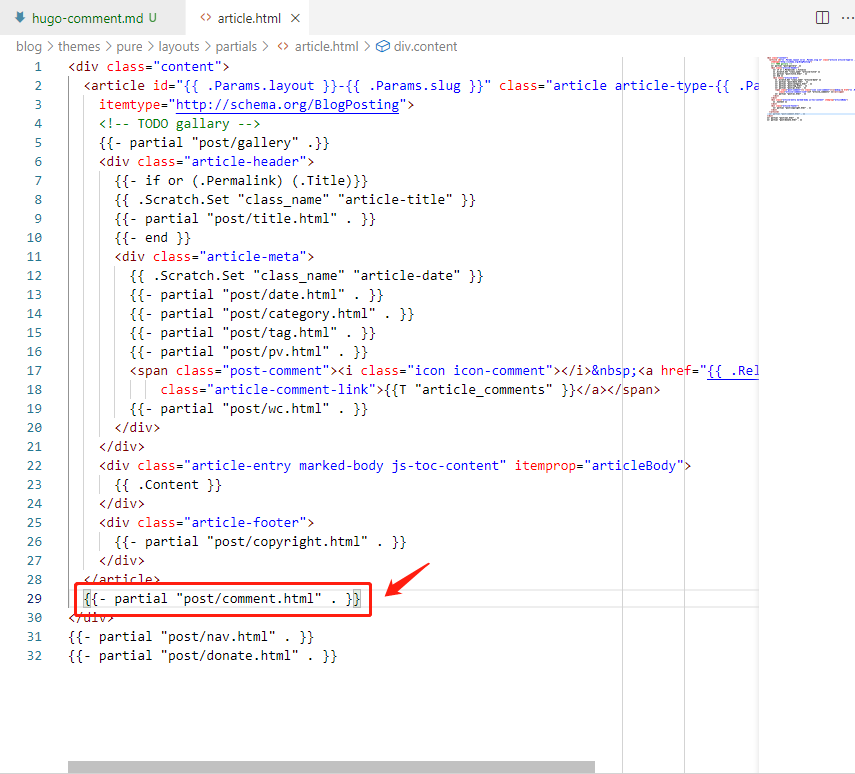 hugo-comment.md U
<> article.html
blog > themes > pure > layouts > partials > <> article.html > div.content
1 <div class="content">
2 <article id="{{ .Params.layout }}-{{ .Params.slug }}" class="article article-type-{{ .Pa
3 itemtype="http://schema.org/BlogPosting">
4 <!-- TODO gallary -->
5 {{- partial "post/gallery" .}}
6 <div class="article-header">
7 {{- if or (.Permalink) (.Title)}}
8 {{ .Scratch.Set "class_name" "article-title" }}
9 {{- partial "post/title.html" . }}
10 {{- end }}
11 <div class="article-meta">
12 {{ .Scratch.Set "class_name" "article-date" }}
13 {{- partial "post/date.html" . }}
14 {{- partial "post/category.html" . }}
15 {{- partial "post/tag.html" . }}
16 {{- partial "post/pv.html" . }}
17 <span class="post-comment"><i class="icon icon-comment"></i>&nbsp;<a href="{{ .Rel
18 class="article-comment-link">{{T "article_comments" }}</a></span>
19 {{- partial "post/wc.html" . }}
20 </div>
21 </div>
22 <div class="article-entry marked-body js-toc-content" itemprop="articleBody">
23 {{ .Content }}
24 </div>
25 <div class="article-footer">
26 {{- partial "post/copyright.html" . }}
27 </div>
28 </article>
29 {{- partial "post/comment.html" . }}
30 </div>
31 {{- partial "post/nav.html" . }}
32 {{- partial "post/donate.html" . }}